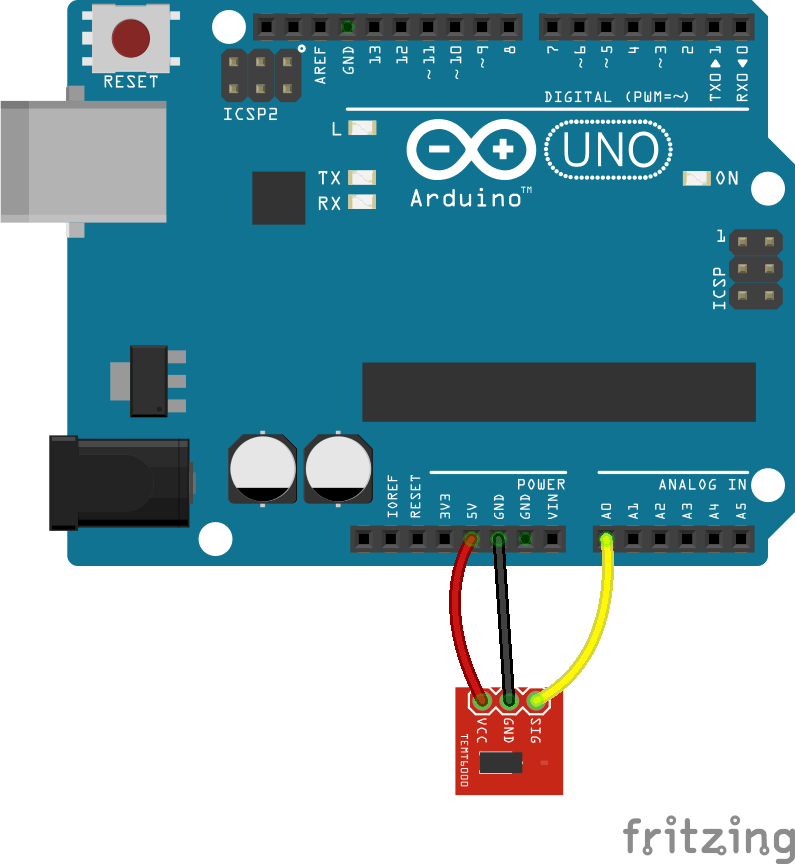 RESET
AREF
GND
13
12
~11
~10
~9
8
7
~6
~5
4
~3
2
TX0▶1
RX0◀0
ICSP2
DIGITAL (PWM=~)
L
TX
RX
Arduino™
UNO
ON
1
ICSP
POWER
ANALOG IN
IOREF
RESET
3V3
5V
GND
GND
VIN
A0
A1
A2
A3
A4
A5
VCC
GND
SIG
TEMT6000
fritzing